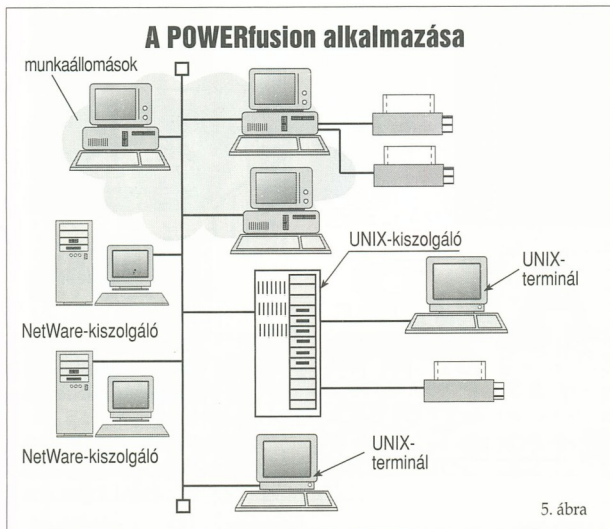 A POWERfusion alkalmazása
munkaállomások
UNIX-kiszolgáló
UNIX-
terminál
NetWare-kiszolgáló
NetWare-kiszolgáló
UNIX-
terminál
5. ábra